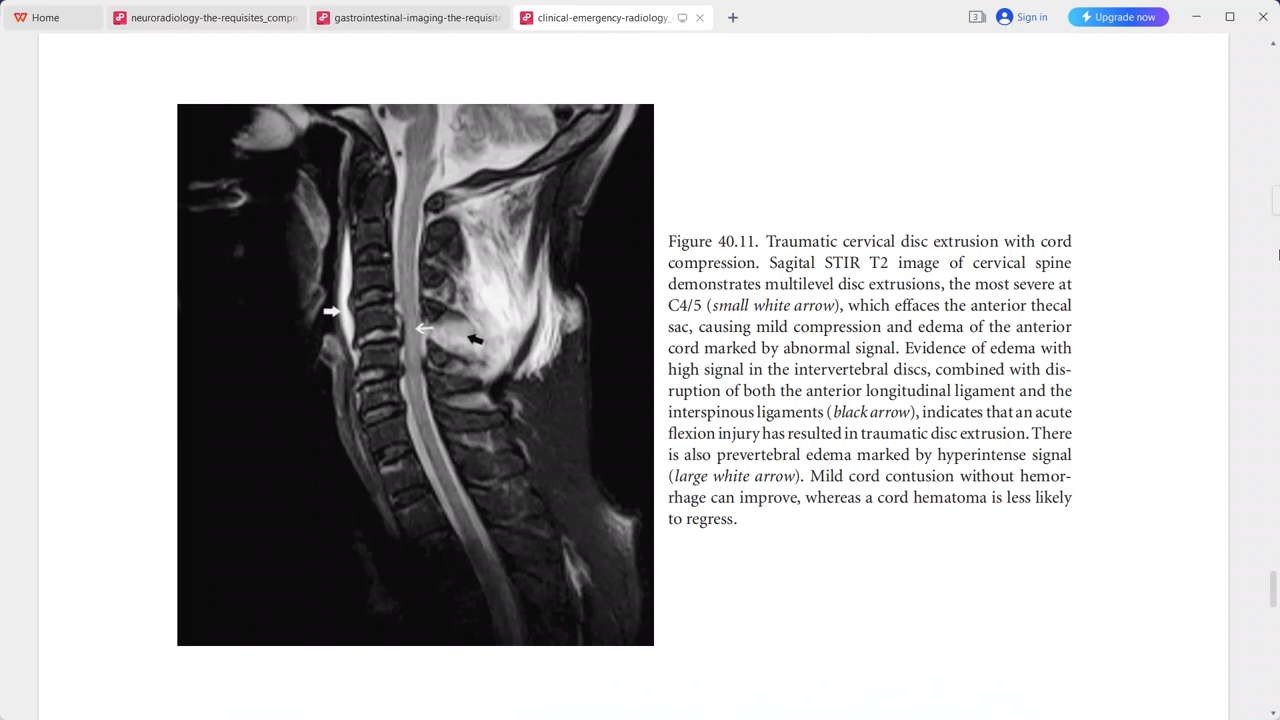 Home
neuroradiology-the-requisites_compr
gastrointestinal-imaging-the-requisite
clinical-emergency-radiology_
3
Sign in
Upgrade now
Figure 40.11. Traumatic cervical disc extrusion with cord
compression. Sagital STIR T2 image of cervical spine
demonstrates multilevel disc extrusions, the most severe at
C4/5 (small white arrow), which effaces the anterior thecal
sac, causing mild compression and edema of the anterior
cord marked by abnormal signal. Evidence of edema with
high signal in the intervertebral discs, combined with dis-
ruption of both the anterior longitudinal ligament and the
interspinous ligaments (black arrow), indicates that an acute
flexion injury has resulted in traumatic disc extrusion. There
is also prevertebral edema marked by hyperintense signal
(large white arrow). Mild cord contusion without hemor-
rhage can improve, whereas a cord hematoma is less likely
to regress.